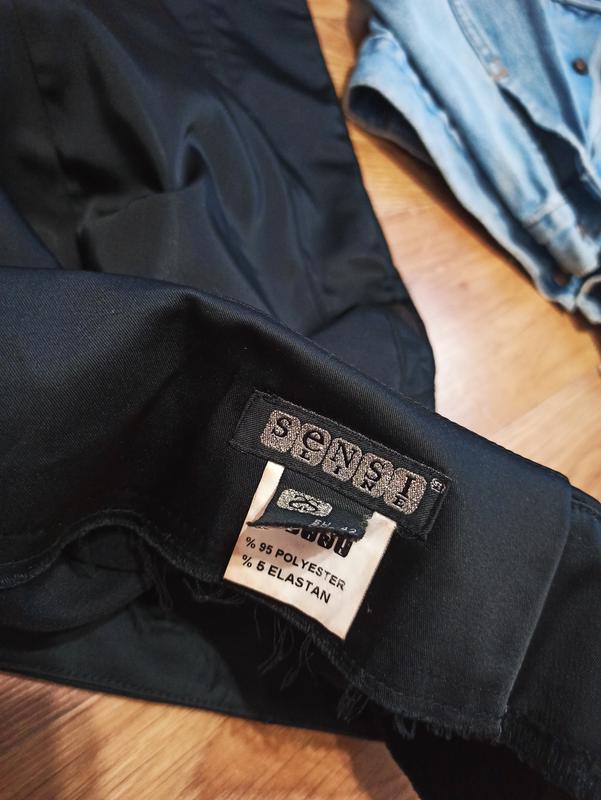 SeNSI
LINE
% 95 POLYESTER
% 5 ELASTAN